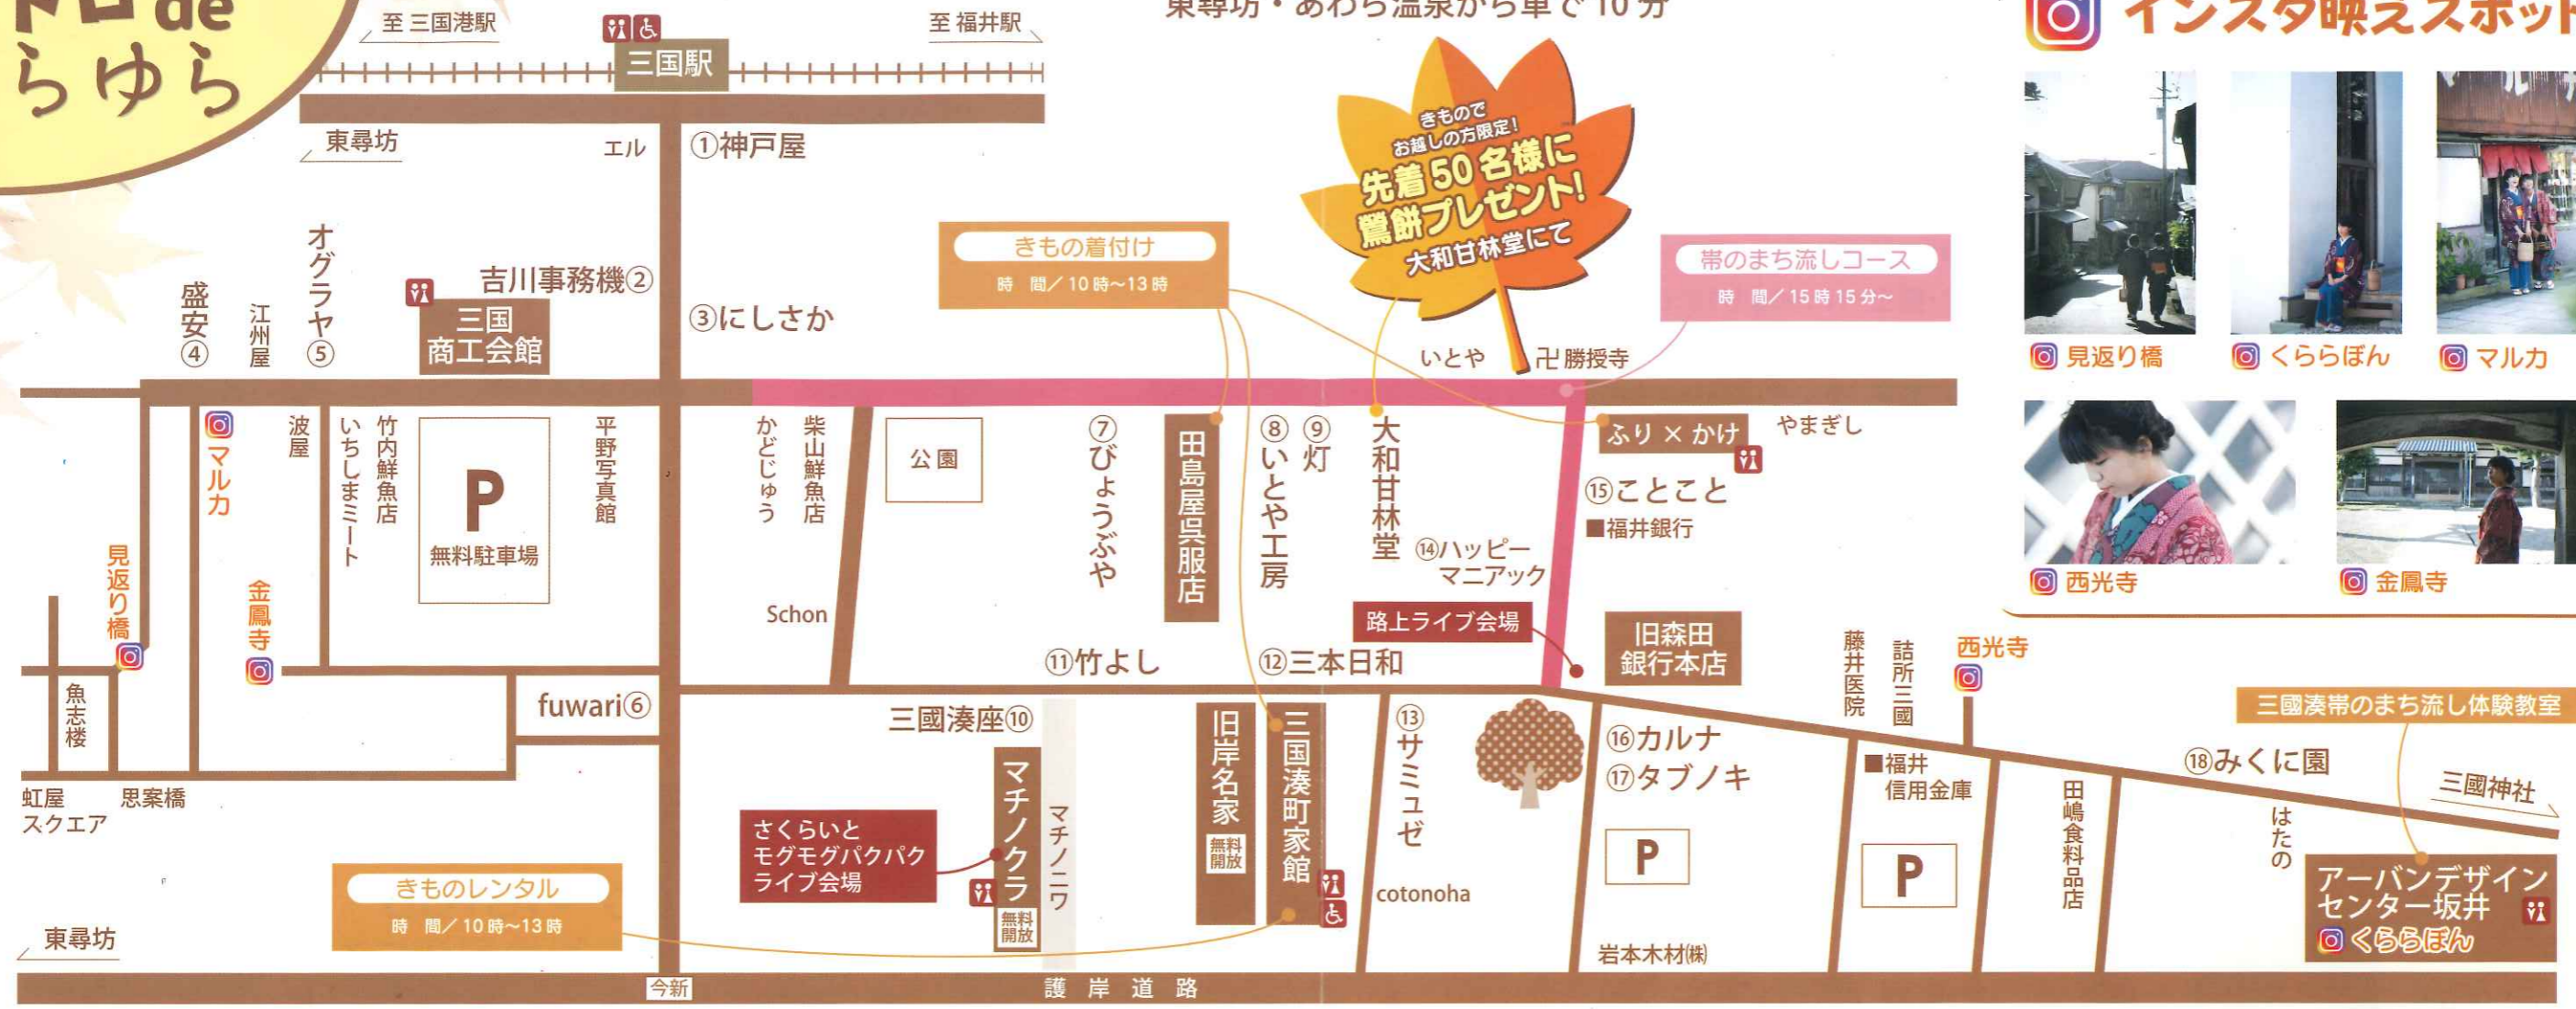 トロde
らゆら
至 三国港駅
三国駅
至 福井駅
東尋坊・あわら温泉から車で10分
インスタ映えスポット
東尋坊
エル
①神戸屋
きもので
お越しの方限定!
先着50名様に
鶯餅プレゼント!
大和甘林堂にて
きもの着付け
時　間／10時～13時
帯のまち流しコース
時　間／15時15分～
盛安④
江州屋
オグラヤ⑤
吉川事務機②
三国
商工会館
③にしさか
いとや
卍勝授寺
見返り橋
くららぼん
マルカ
西光寺
金鳳寺
マルカ
波屋
いちしまミート
竹内鮮魚店
P
無料駐車場
平野写真館
かどじゅう
柴山鮮魚店
公園
⑦びょうぶや
田島屋呉服店
⑧いとや工房
⑨灯
大和甘林堂
ふり×かけ
やまぎし
⑮ことこと
■福井銀行
⑭ハッピー
マニアック
見返り橋
金鳳寺
Schon
路上ライブ会場
旧森田
銀行本店
⑪竹よし
⑫三本日和
藤井医院
詰所三國
西光寺
魚志楼
fuwari⑥
三國湊座⑩
旧岸名家
無料
開放
三国湊町家館
⑬サミュゼ
⑯カルナ
⑰タブノキ
■福井
信用金庫
三國湊帯のまち流し体験教室
⑱みくに園
三國神社
虹屋
スクエア
思案橋
さくらいと
モグモグパクパク
ライブ会場
マチノクラ
無料
開放
マチノニワ
cotonoha
P
P
田嶋食料品店
はたの
アーバンデザイン
センター坂井
くららぼん
きものレンタル
時　間／10時～13時
東尋坊
岩本木材㈱
今新
護岸道路